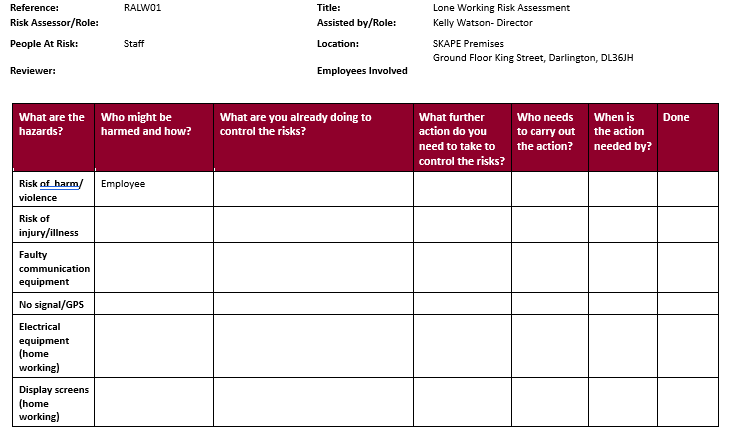 Reference: RALW01 Title: Lone Working Risk Assessment
Risk Assessor/Role: Assisted by/Role: Kelly Watson- Director
People At Risk: Staff Location: SKAPE Premises
Ground Floor King Street, Darlington, DL36JH
Reviewer: Employees Involved
What are the hazards? Who might be harmed and how? What are you already doing to control the risks? What further action do you need to take to control the risks? Who needs to carry out the action? When is the action needed by? Done
Risk of harm/ Employee
violence
Risk of
injury/illness
Faulty
communication
equipment
No signal/GPS
Electrical
equipment
(home
working)
Display screens
(home
working)